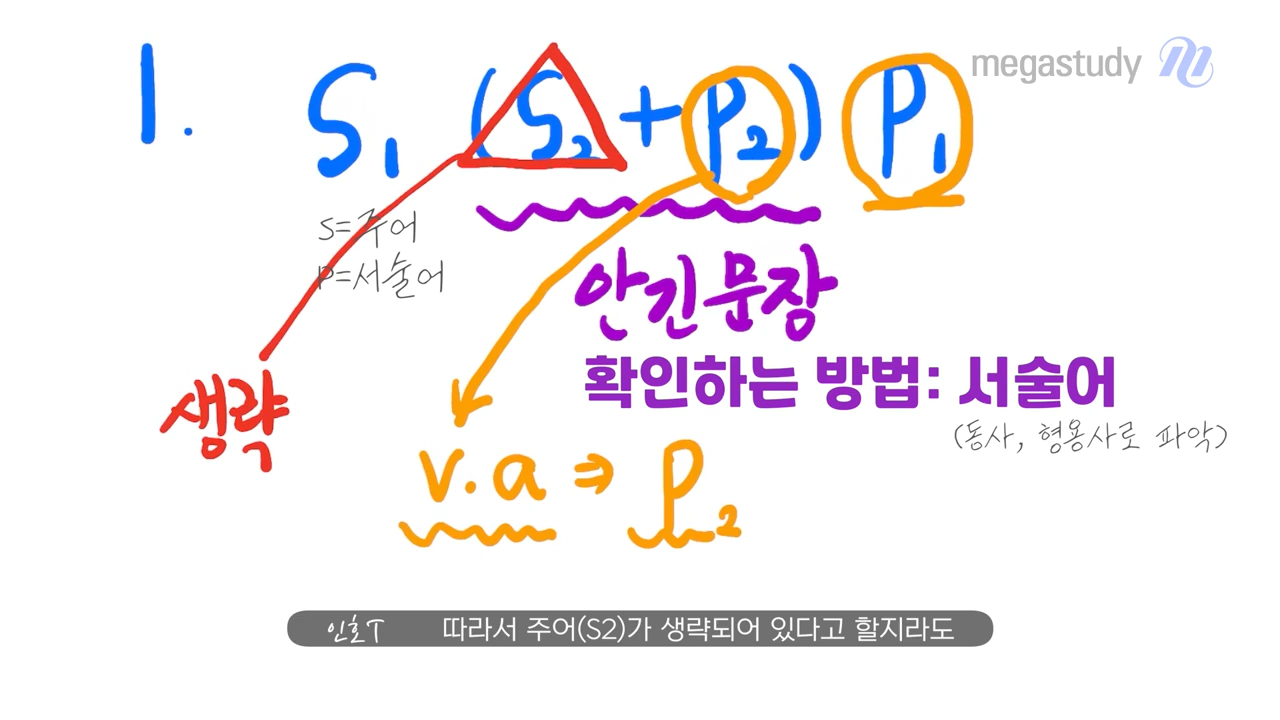 megastudy
1. S₁ (S₂+P₂) P₁
S=주어
P=서술어
안긴문장
확인하는 방법: 서술어
(동사, 형용사로 파악)
생략
v.a ⇒ P₂
인호T 따라서 주어(S2)가 생략되어 있다고 할지라도